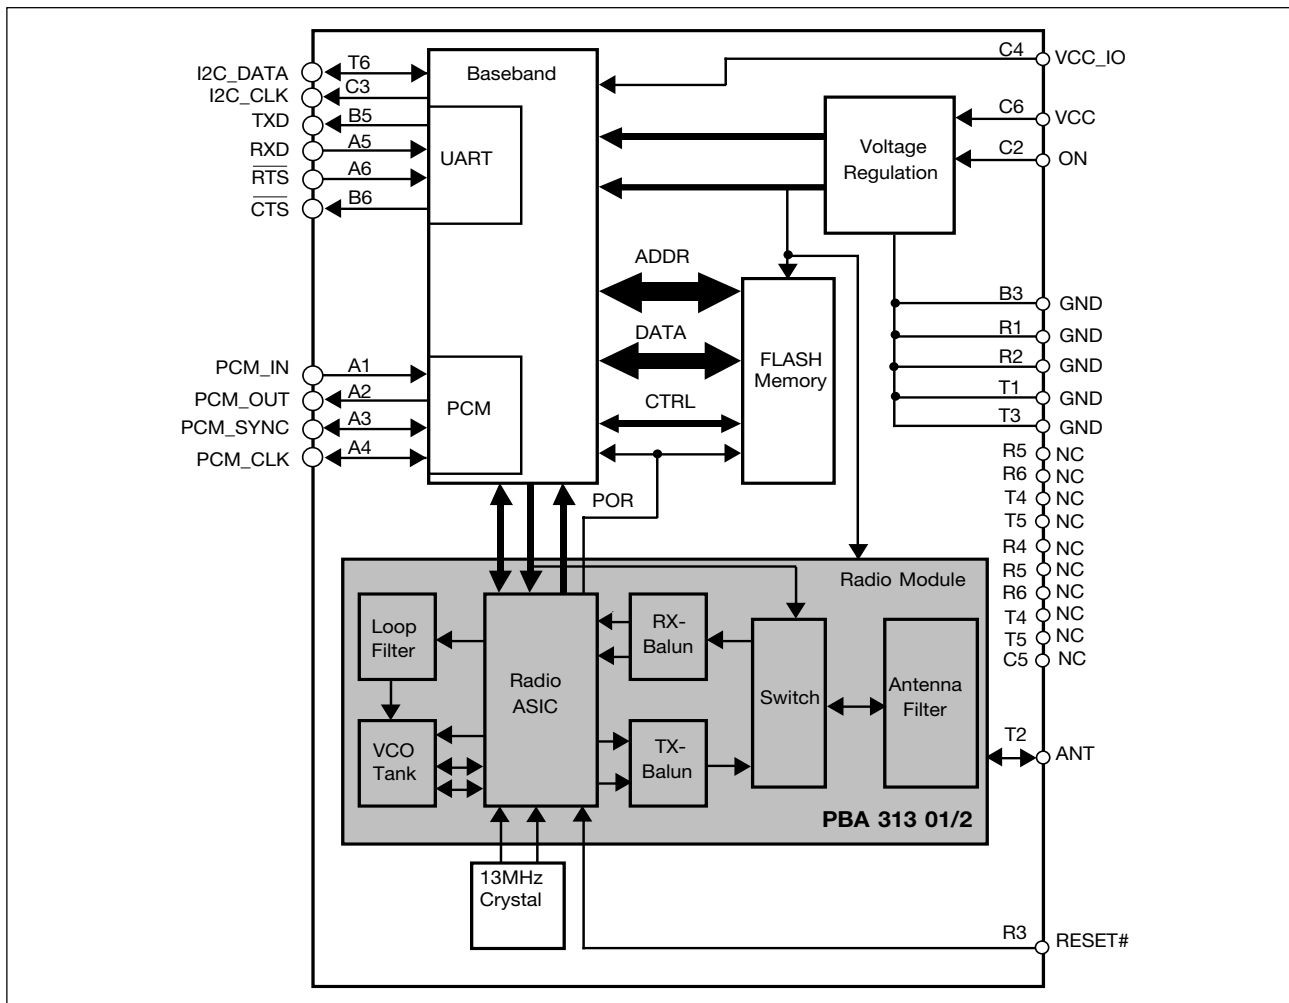 I2C_DATA T6
I2C_CLK C3
TXD B5
RXD A5
RTS A6
CTS B6
PCM_IN A1
PCM_OUT A2
PCM_SYNC A3
PCM_CLK A4
Baseband
UART
PCM
ADDR
DATA
CTRL
POR
FLASH
Memory
Voltage
Regulation
C4 VCC_IO
C6 VCC
C2 ON
B3 GND
R1 GND
R2 GND
T1 GND
T3 GND
R5 NC
R6 NC
T4 NC
T5 NC
R4 NC
R5 NC
R6 NC
T4 NC
T5 NC
C5 NC
T2 ANT
R3 RESET#
Radio Module
Loop
Filter
VCO
Tank
Radio
ASIC
RX-
Balun
TX-
Balun
Switch
Antenna
Filter
PBA 313 01/2
13MHz
Crystal